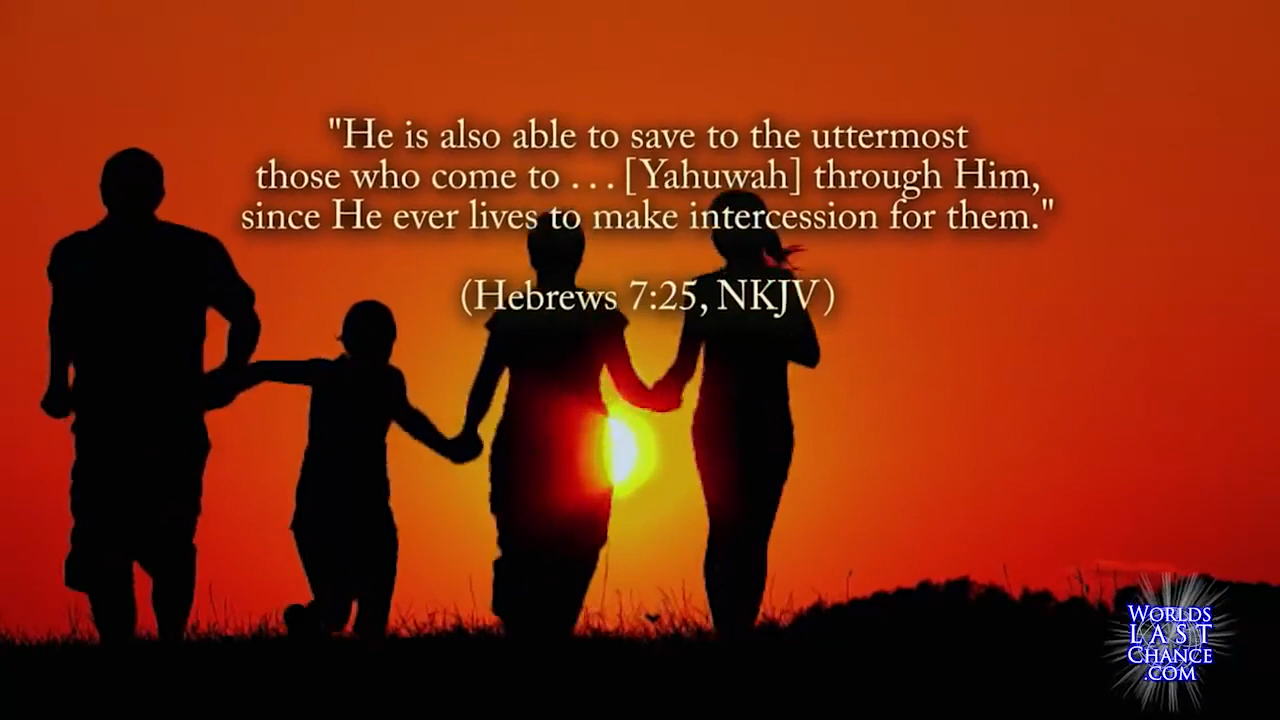 "He is also able to save to the uttermost
those who come to ... [Yahuwah] through Him,
since He ever lives to make intercession for them."
(Hebrews 7:25, NKJV)
WORLDS
LAST
CHANCE
.COM